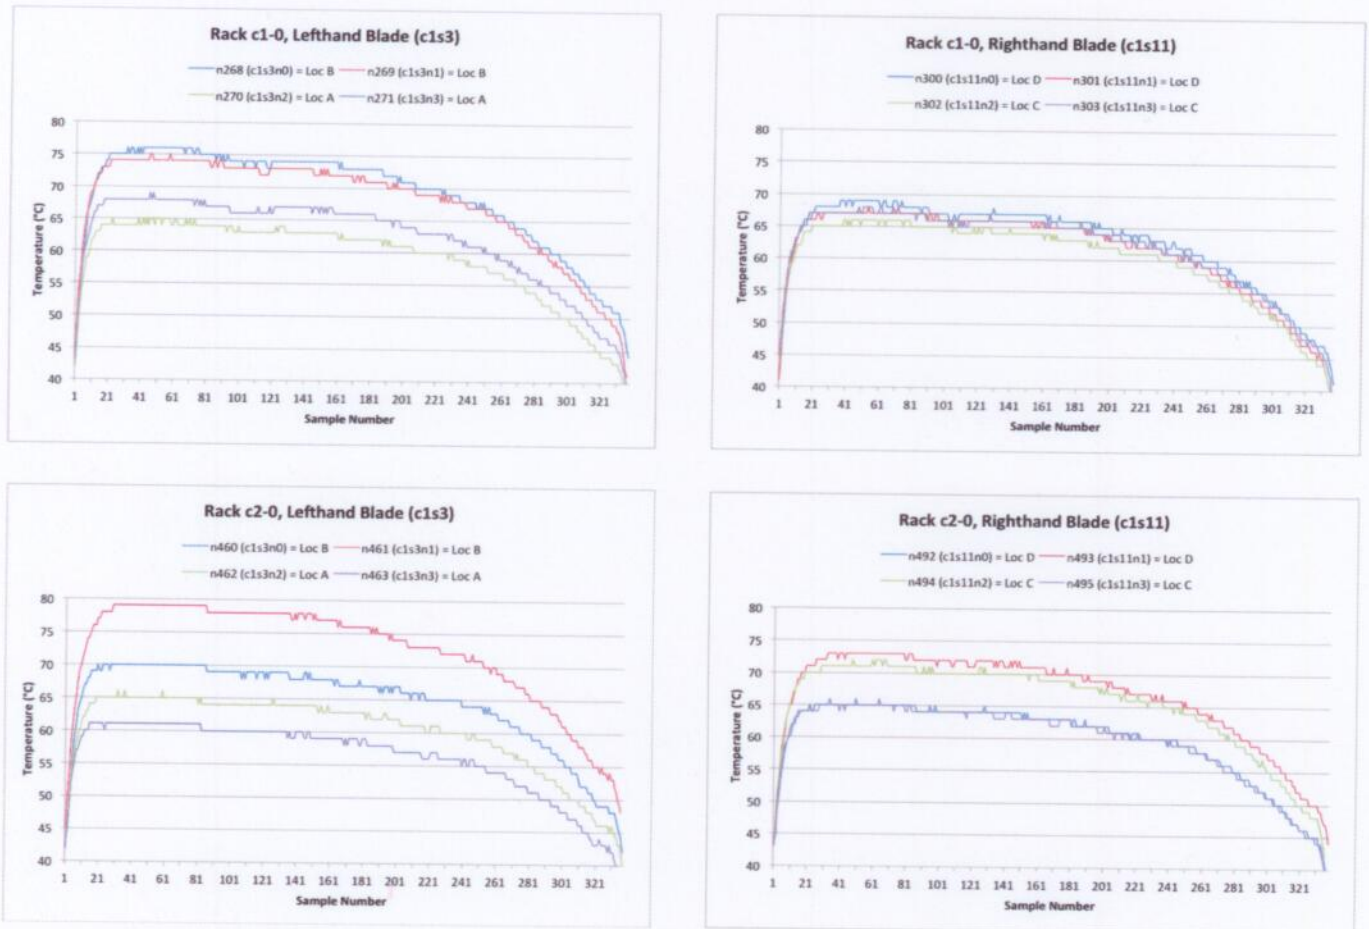 Rack c1-0, Lefthand Blade (c1s3)
n268 (c1s3n0) = Loc B n269 (c1s3n1) = Loc B
n270 (c1s3n2) = Loc A n271 (c1s3n3) = Loc A
80
75
70
65
60
55
50
45
40
Temperature (°C)
1 21 41 61 81 101 121 141 161 181 201 221 241 261 281 301 321
Sample Number
Rack c1-0, Righthand Blade (c1s11)
n300 (c1s11n0) = Loc D n301 (c1s11n1) = Loc D
n302 (c1s11n2) = Loc C n303 (c1s11n3) = Loc C
80
75
70
65
60
55
50
45
40
Temperature (°C)
1 21 41 61 81 101 121 141 161 181 201 221 241 261 281 301 321
Sample Number
Rack c2-0, Lefthand Blade (c1s3)
n460 (c1s3n0) = Loc B n461 (c1s3n1) = Loc B
n462 (c1s3n2) = Loc A n463 (c1s3n3) = Loc A
80
75
70
65
60
55
50
45
40
Temperature (°C)
1 21 41 61 81 101 121 141 161 181 201 221 241 261 281 301 321
Sample Number
Rack c2-0, Righthand Blade (c1s11)
n492 (c1s11n0) = Loc D n493 (c1s11n1) = Loc D
n494 (c1s11n2) = Loc C n495 (c1s11n3) = Loc C
80
75
70
65
60
55
50
45
40
Temperature (°C)
1 21 41 61 81 101 121 141 161 181 201 221 241 261 281 301 321
Sample Number